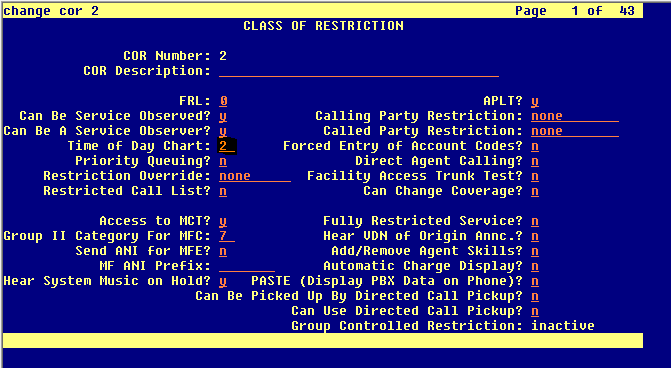 change cor 2 Page 1 of 43
CLASS OF RESTRICTION
COR Number: 2
COR Description:
FRL: 0 APLT? y
Can Be Service Observed? y Calling Party Restriction: none
Can Be A Service Observer? y Called Party Restriction: none
Time of Day Chart: 2 Forced Entry of Account Codes? n
Priority Queuing? n Direct Agent Calling? n
Restriction Override: none Facility Access Trunk Test? n
Restricted Call List? n Can Change Coverage? n
Access to MCT? y Fully Restricted Service? n
Group II Category For MFC: 7 Hear VDN of Origin Annc.? n
Send ANI for MFE? n Add/Remove Agent Skills? n
MF ANI Prefix: Automatic Charge Display? n
Hear System Music on Hold? y PASTE (Display PBX Data on Phone)? n
Can Be Picked Up By Directed Call Pickup? n
Can Use Directed Call Pickup? n
Group Controlled Restriction: inactive